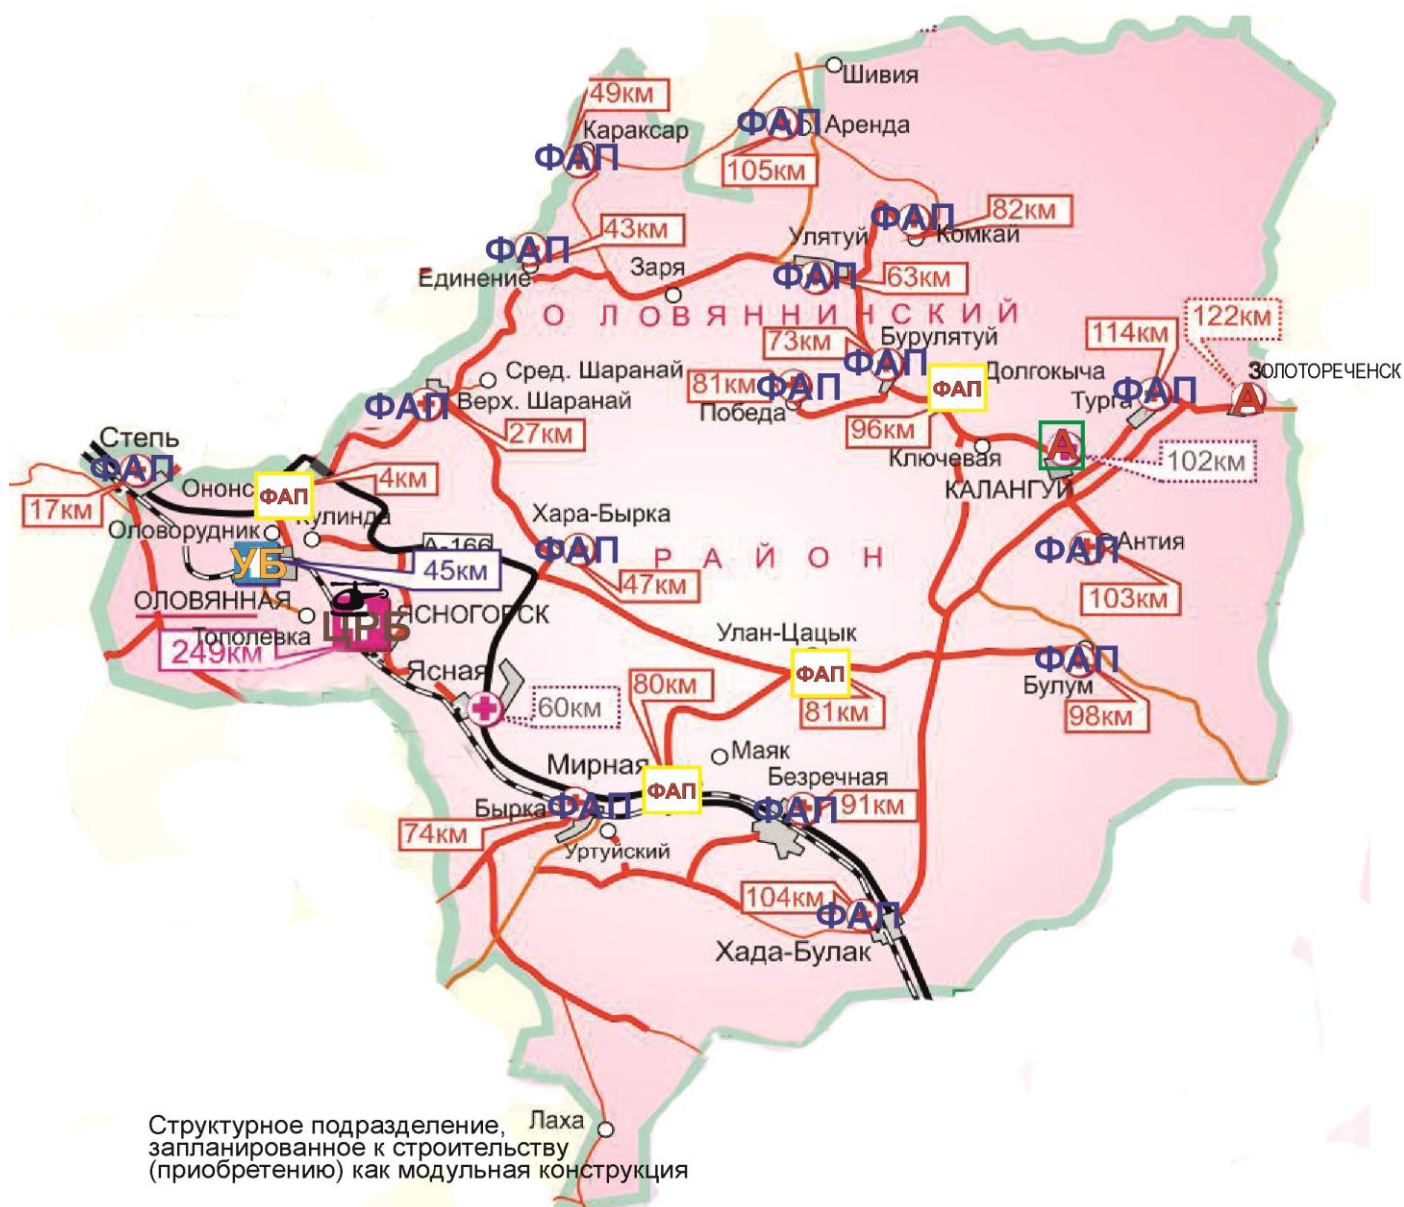 Шивия
49км
Караксар
ФАП
ФАП
Аренда
105км
ФАП
82км
Комкай
43км
ФАП
Единение
Улятуй
ФАП
63км
Заря
ОЛОВЯННИНСКИЙ
73км
Бурулятуй
ФАП
114км
122км
ЗОЛОТОРЕЧЕНСК
А
Сред. Шаранай
81км
ФАП
Победа
ФАП
Долгокыча
ФАП
Турга
ФАП
Верх. Шаранай
27км
96км
Ключевая
А
102км
КАЛАНГУЙ
Степь
ФАП
17км
Ононс
ФАП
4км
Оловорудник
Кулинда
А-166
Хара-Бырка
ФАП
47км
РАЙОН
ФАП
Антия
103км
УБ
45км
ОЛОВЯННАЯ
ЯСНОГОРСК
ЦРБ
Тополевка
249км
Улан-Цацык
ФАП
81км
ФАП
Булум
98км
Ясная
60км
80км
Маяк
Мирная
ФАП
Безречная
ФАП
91км
Бырка
ФАП
74км
Уртуйский
104км
ФАП
Хада-Булак
Лаха
Структурное подразделение,
запланированное к строительству
(приобретению) как модульная конструкция